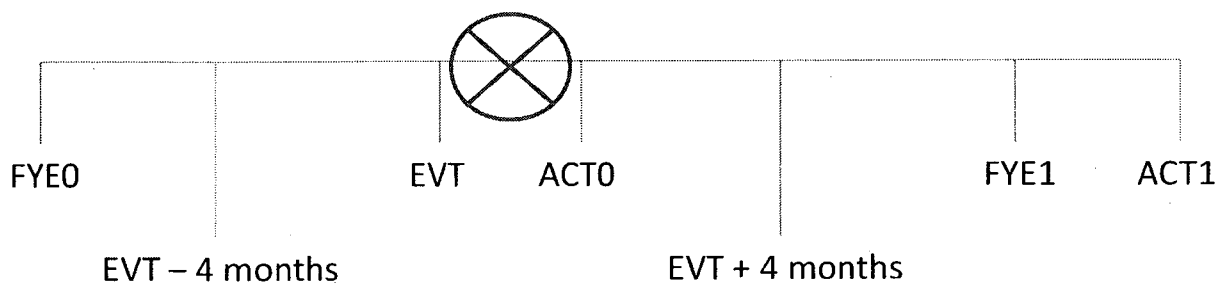 FYE0 EVT ACT0 FYE1 ACT1
EVT – 4 months EVT + 4 months